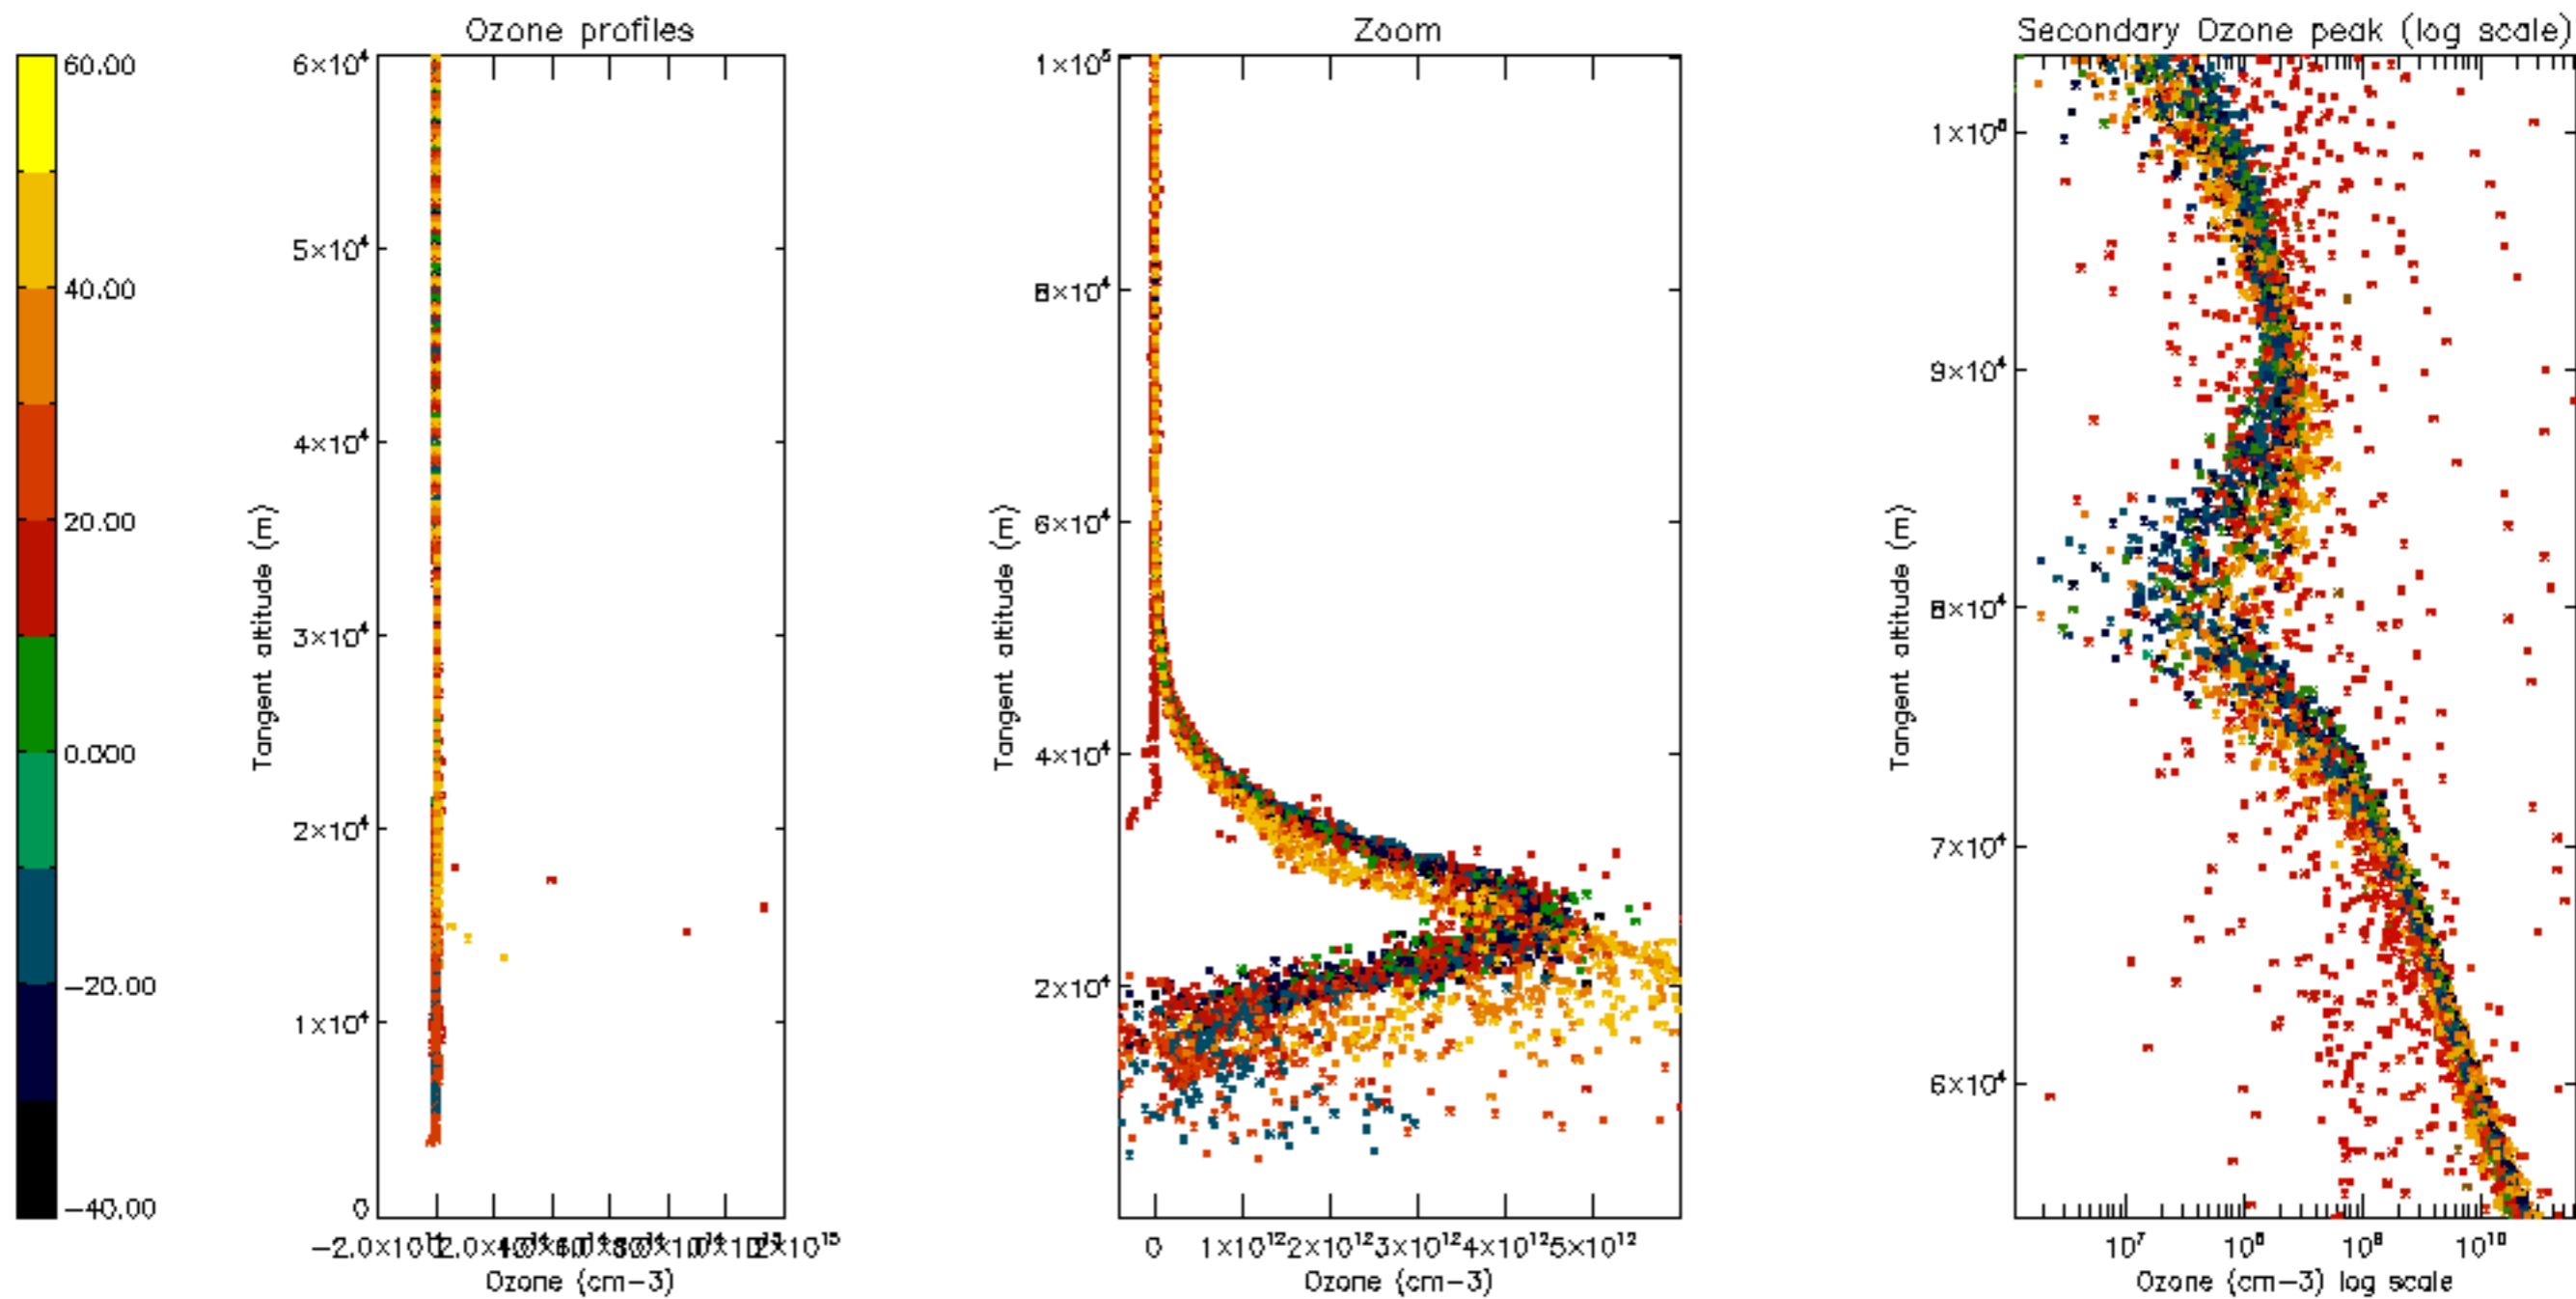 Ozone profiles
Zoom
Secondary Ozone peak (log scale)
60.00
40.00
20.00
0.000
−20.00
−40.00
6×10⁴
5×10⁴
4×10⁴
3×10⁴
2×10⁴
1×10⁴
0
Tangent altitude (m)
Ozone (cm−3)
1×10⁵
8×10⁴
6×10⁴
4×10⁴
2×10⁴
Tangent altitude (m)
0 1×10¹² 2×10¹² 3×10¹² 4×10¹² 5×10¹²
Ozone (cm−3)
9×10⁴
8×10⁴
7×10⁴
6×10⁴
Tangent altitude (m)
10⁷ 10⁸ 10⁹ 10¹⁰
Ozone (cm−3) log scale